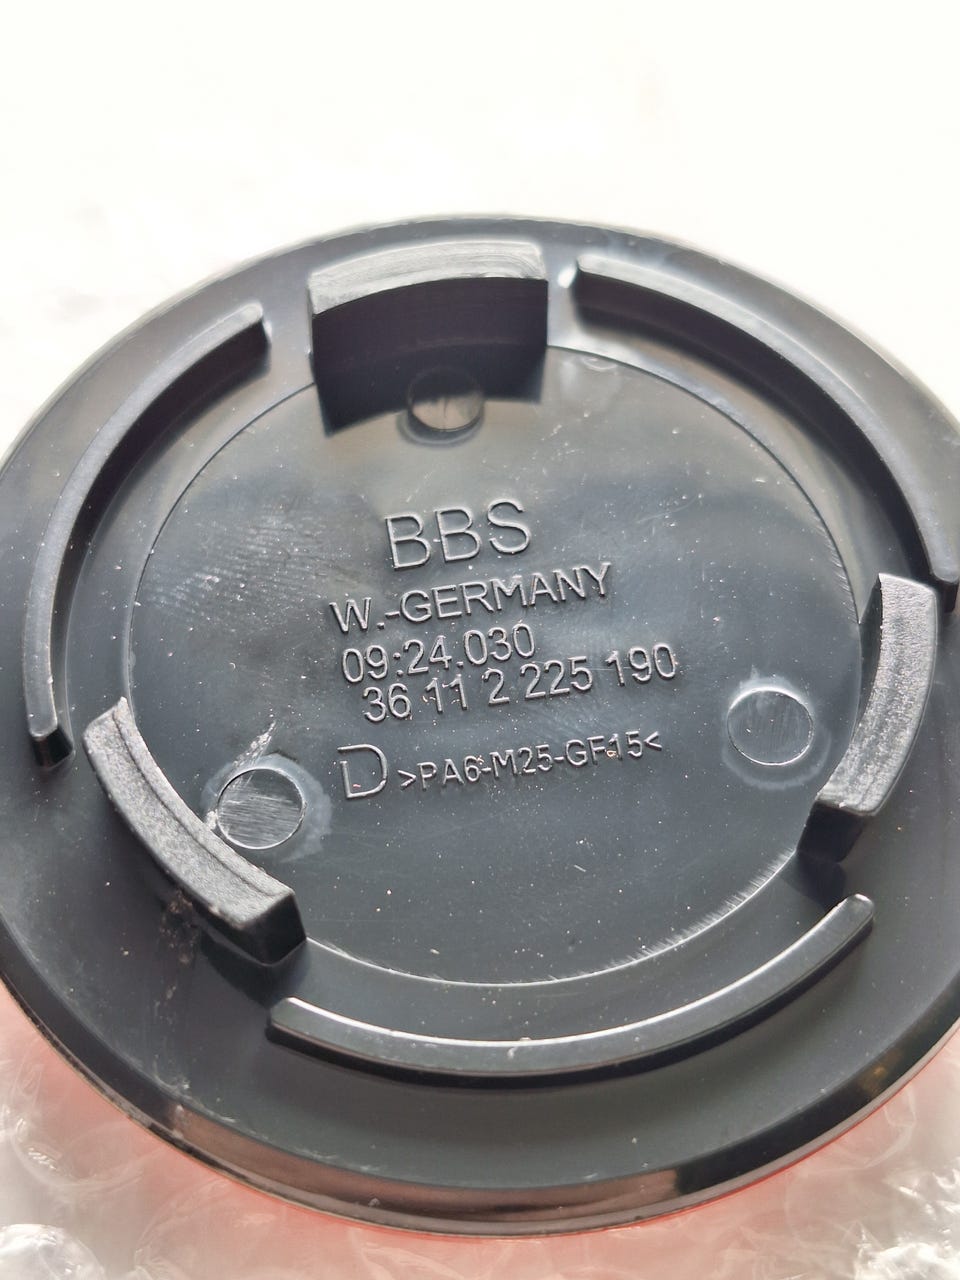 BBS
W.-GERMANY
09:24.030
36 11 2 225 190
D >PA6-M25-GF15<